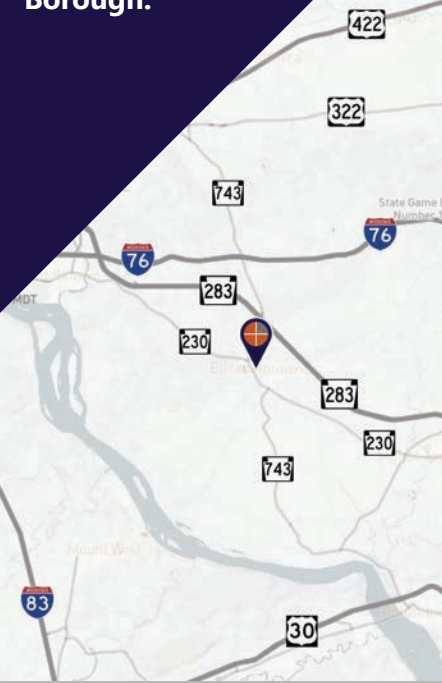 Borough.
422
322
743
State Game
Number
76
76
283
MDT
230
Elizabethtown
283
230
743
Mount Wolf
83
30